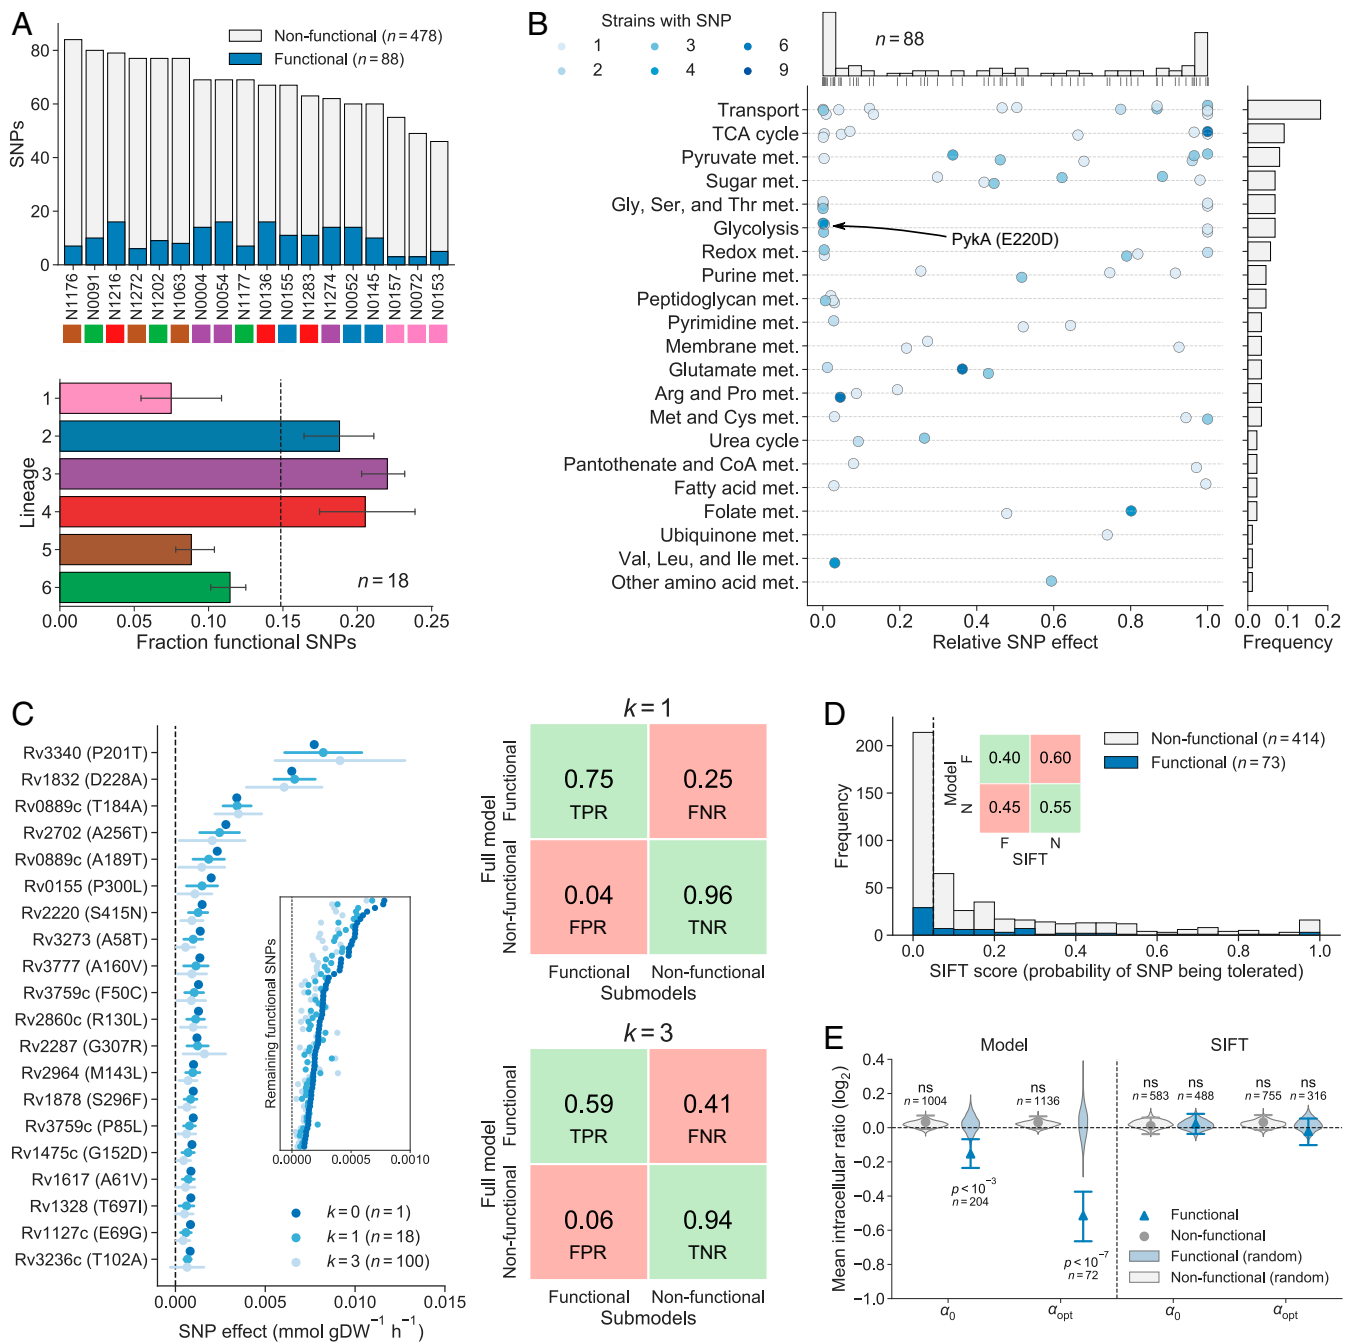 A
Non-functional (n=478)
Functional (n=88)
SNPs
80
60
40
20
0
N1176
N0091
N1216
N1272
N1202
N1063
N0004
N0054
N1177
N0136
N0155
N1283
N1274
N0052
N0145
N0157
N0072
N0153
Lineage
1
2
3
4
5
6
n=18
0.00 0.05 0.10 0.15 0.20 0.25
Fraction functional SNPs
B
Strains with SNP
1 3 6
2 4 9
n=88
Transport
TCA cycle
Pyruvate met.
Sugar met.
Gly, Ser, and Thr met.
Glycolysis
PykA (E220D)
Redox met.
Purine met.
Peptidoglycan met.
Pyrimidine met.
Membrane met.
Glutamate met.
Arg and Pro met.
Met and Cys met.
Urea cycle
Pantothenate and CoA met.
Fatty acid met.
Folate met.
Ubiquinone met.
Val, Leu, and Ile met.
Other amino acid met.
0.0 0.2 0.4 0.6 0.8 1.0
Relative SNP effect
0.0 0.1 0.2
Frequency
C
Rv3340 (P201T)
Rv1832 (D228A)
Rv0889c (T184A)
Rv2702 (A256T)
Rv0889c (A189T)
Rv0155 (P300L)
Rv2220 (S415N)
Rv3273 (A58T)
Rv3777 (A160V)
Rv3759c (F50C)
Rv2860c (R130L)
Rv2287 (G307R)
Rv2964 (M143L)
Rv1878 (S296F)
Rv3759c (P85L)
Rv1475c (G152D)
Rv1617 (A61V)
Rv1328 (T697I)
Rv1127c (E69G)
Rv3236c (T102A)
Remaining functional SNPs
0.0000 0.0005 0.0010
k=0 (n=1)
k=1 (n=18)
k=3 (n=100)
0.000 0.005 0.010 0.015
SNP effect (mmol gDW⁻¹ h⁻¹)
k=1
Full model
Functional
Non-functional
0.75 0.25
TPR FNR
0.04 0.96
FPR TNR
Functional Non-functional
Submodels
k=3
Full model
Functional
Non-functional
0.59 0.41
TPR FNR
0.06 0.94
FPR TNR
Functional Non-functional
Submodels
D
Non-functional (n=414)
Functional (n=73)
Frequency
200
150
100
50
0
Model
F
N
0.40 0.60
0.45 0.55
F N
SIFT
0.0 0.2 0.4 0.6 0.8 1.0
SIFT score (probability of SNP being tolerated)
E
Model SIFT
Mean intracellular ratio (log₂)
0.4
0.2
0.0
−0.2
−0.4
−0.6
−0.8
−1.0
ns
n=1004
p<10⁻³
n=204
ns
n=1136
p<10⁻⁷
n=72
ns
n=583
ns
n=488
ns
n=755
ns
n=316
Functional
Non-functional
Functional (random)
Non-functional (random)
α₀ αopt α₀ αopt